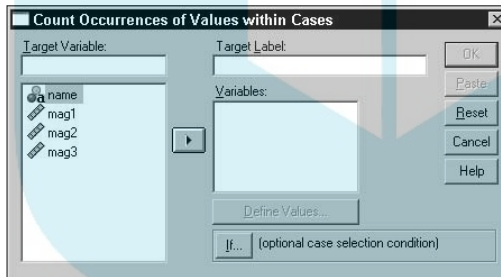 Count Occurrences of Values within Cases
Target Variable:
Target Label:
name
mag1
mag2
mag3
Variables:
Define Values...
If... (optional case selection condition)
OK
Paste
Reset
Cancel
Help